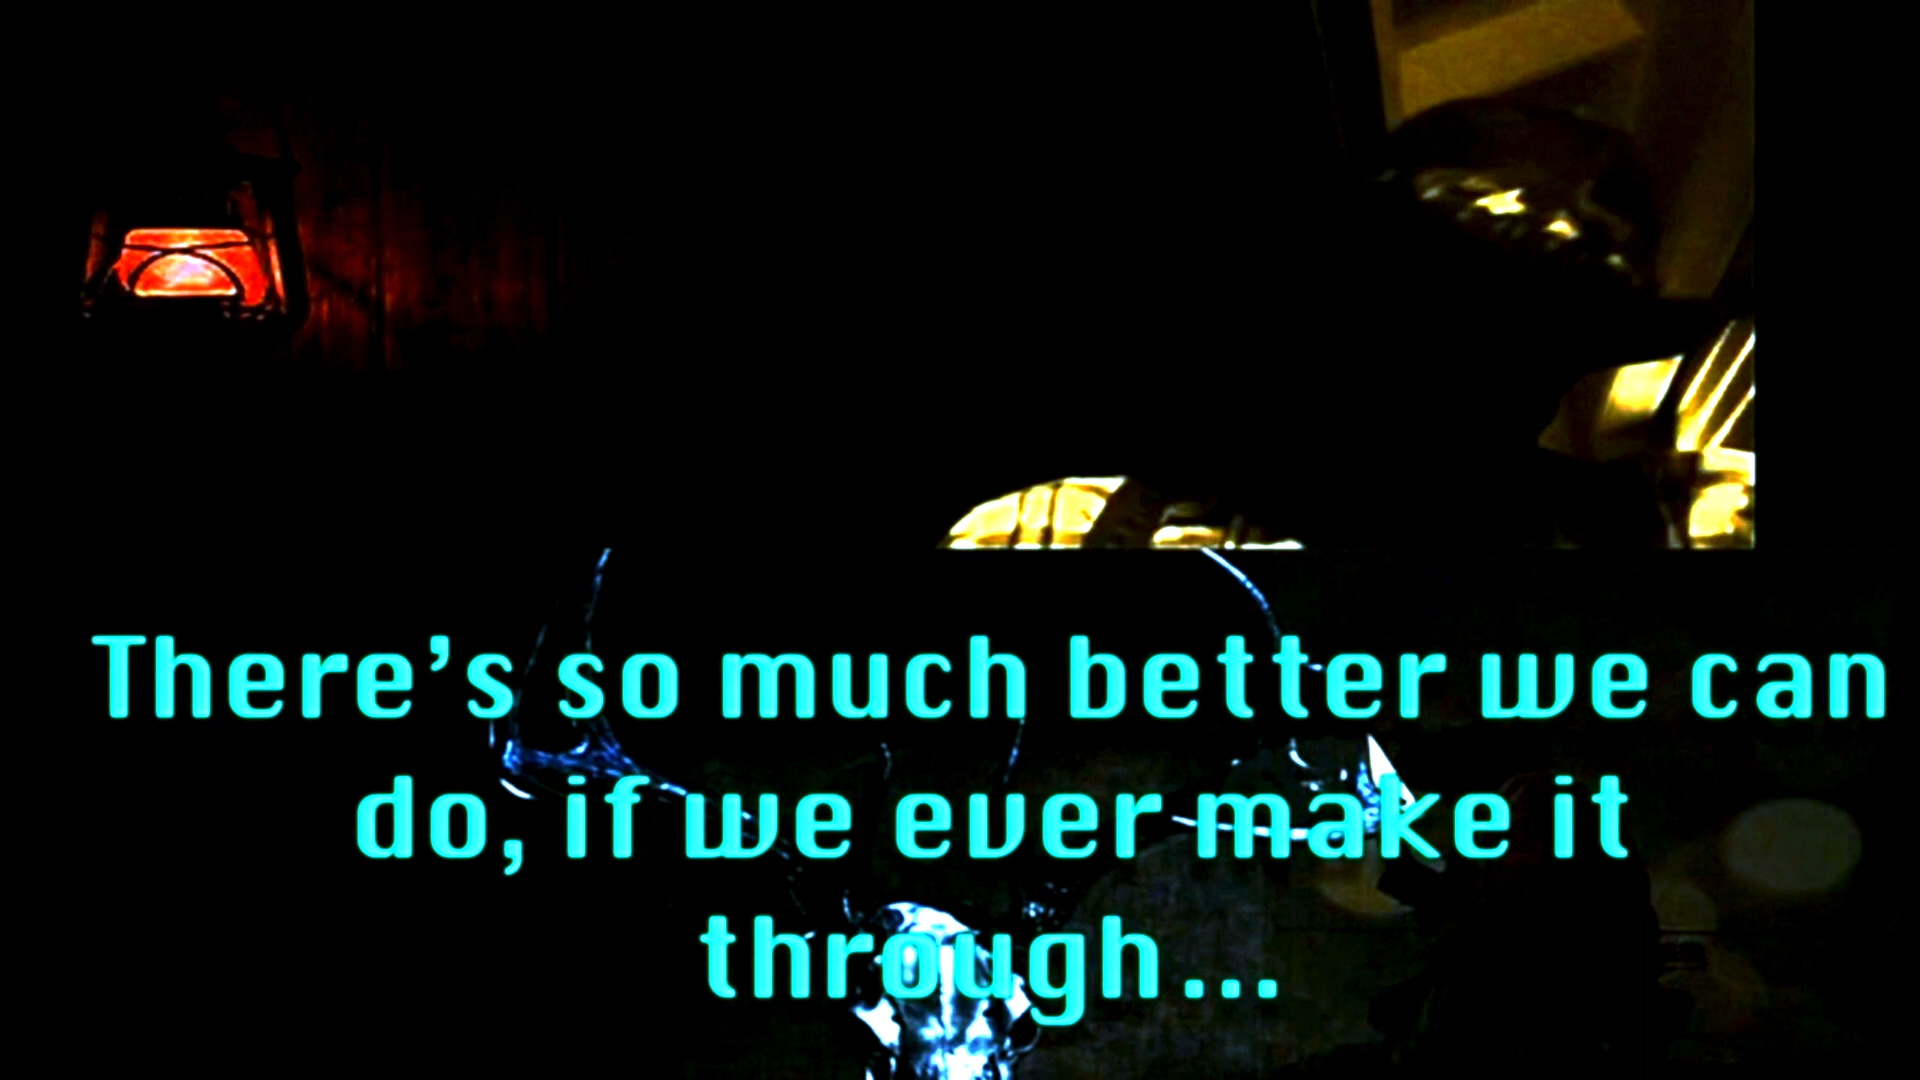 There’s so much better we can
do, if we ever make it
through...